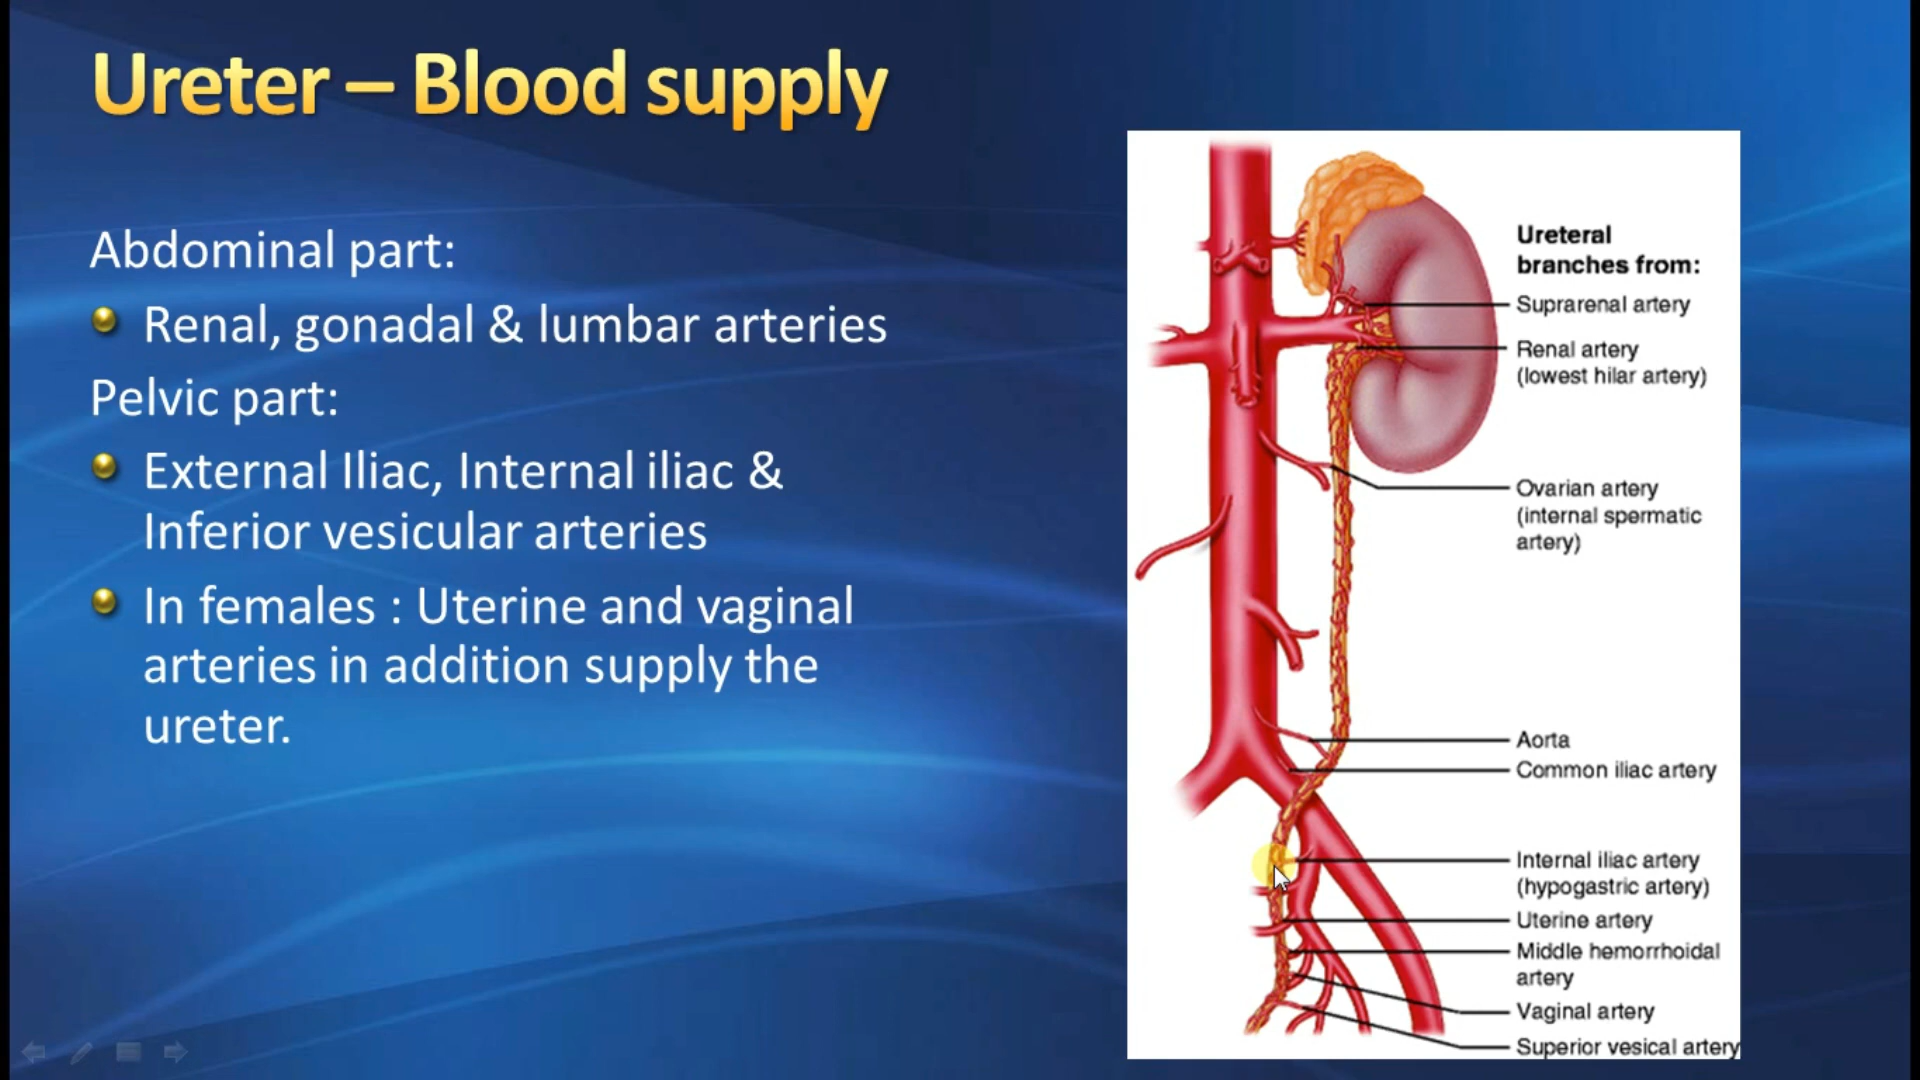 Ureter – Blood supply
Abdominal part:
Renal, gonadal & lumbar arteries
Pelvic part:
External Iliac, Internal iliac &
Inferior vesicular arteries
In females : Uterine and vaginal
arteries in addition supply the
ureter.
Ureteral
branches from:
Suprarenal artery
Renal artery
(lowest hilar artery)
Ovarian artery
(internal spermatic
artery)
Aorta
Common iliac artery
Internal iliac artery
(hypogastric artery)
Uterine artery
Middle hemorrhoidal
artery
Vaginal artery
Superior vesical artery